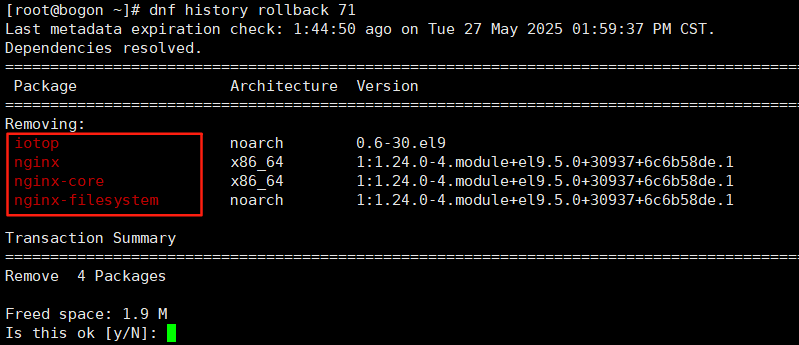 [root@bogon ~]# dnf history rollback 71
Last metadata expiration check: 1:44:50 ago on Tue 27 May 2025 01:59:37 PM CST.
Dependencies resolved.
================================================================================
Package Architecture Version
================================================================================
Removing:
iotop noarch 0.6-30.el9
nginx x86_64 1:1.24.0-4.module+el9.5.0+30937+6c6b58de.1
nginx-core x86_64 1:1.24.0-4.module+el9.5.0+30937+6c6b58de.1
nginx-filesystem noarch 1:1.24.0-4.module+el9.5.0+30937+6c6b58de.1
Transaction Summary
================================================================================
Remove 4 Packages
Freed space: 1.9 M
Is this ok [y/N]: